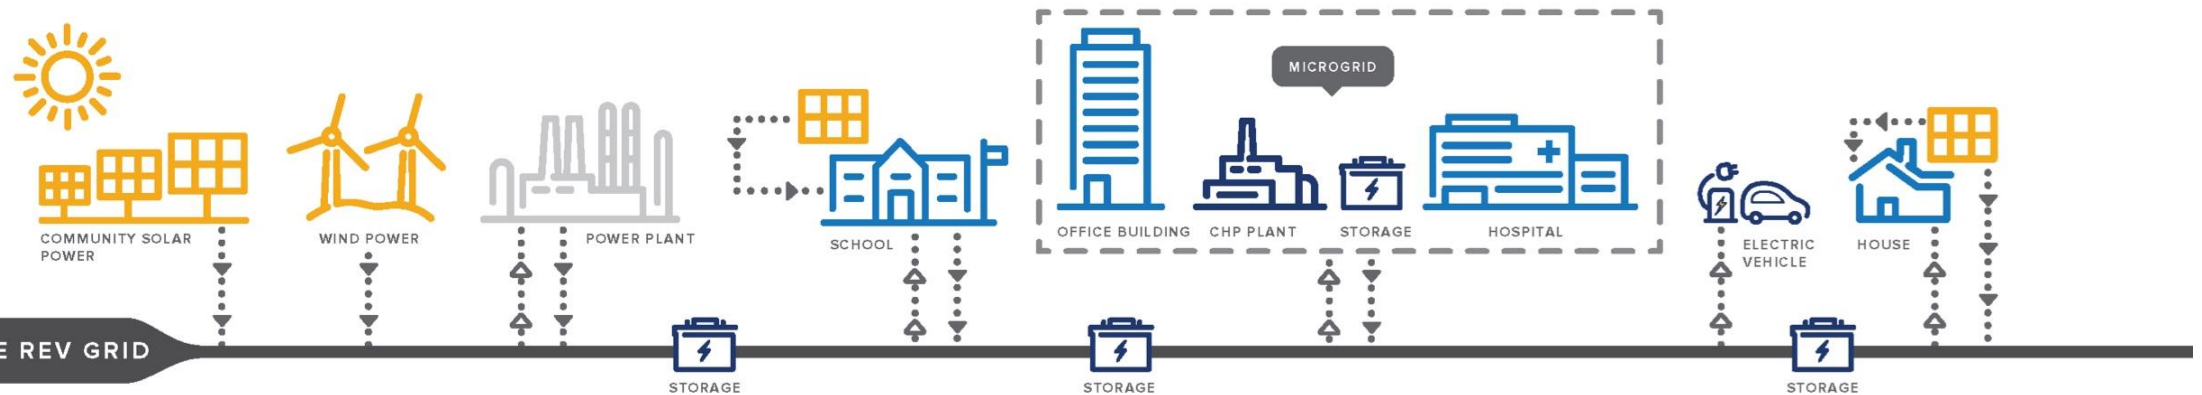 MICROGRID
COMMUNITY SOLAR
POWER
WIND POWER
POWER PLANT
SCHOOL
OFFICE BUILDING
CHP PLANT
STORAGE
HOSPITAL
ELECTRIC
VEHICLE
HOUSE
E REV GRID
STORAGE
STORAGE
STORAGE